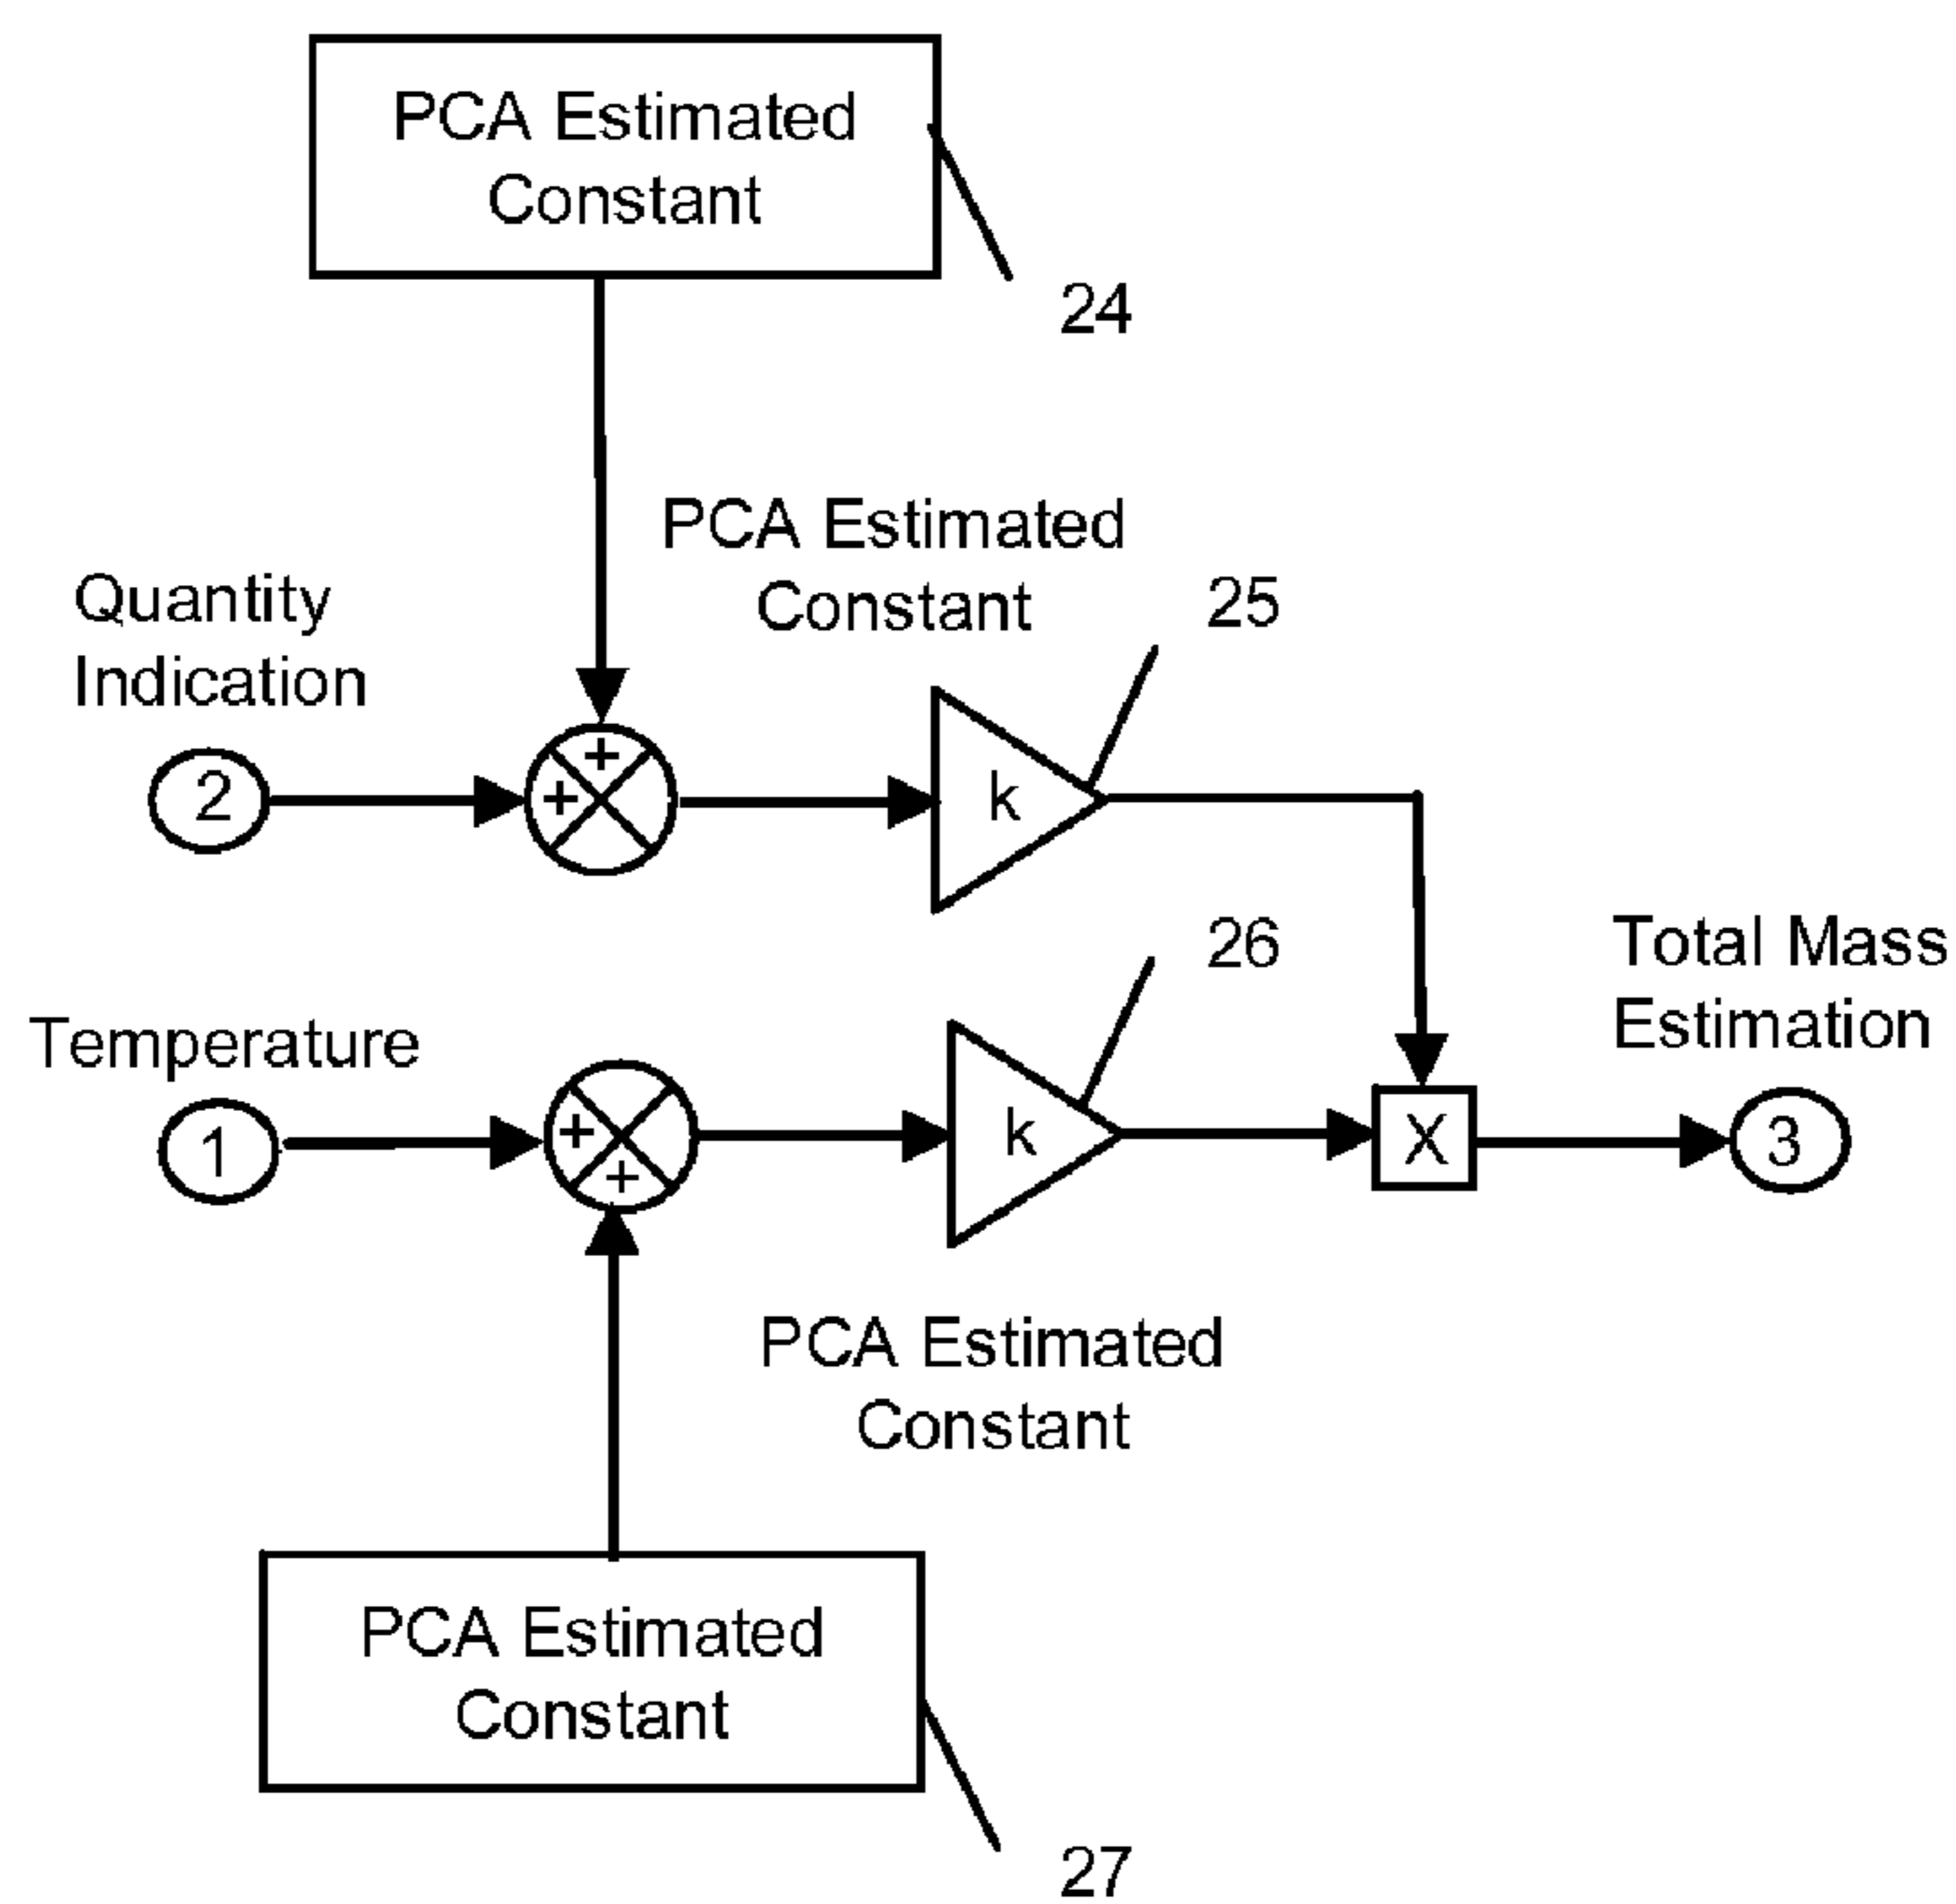 PCA Estimated
Constant
24
PCA Estimated
Constant
25
Quantity
Indication
2
+
+
k
26
Total Mass
Estimation
Temperature
1
+
+
k
X
3
PCA Estimated
Constant
PCA Estimated
Constant
27